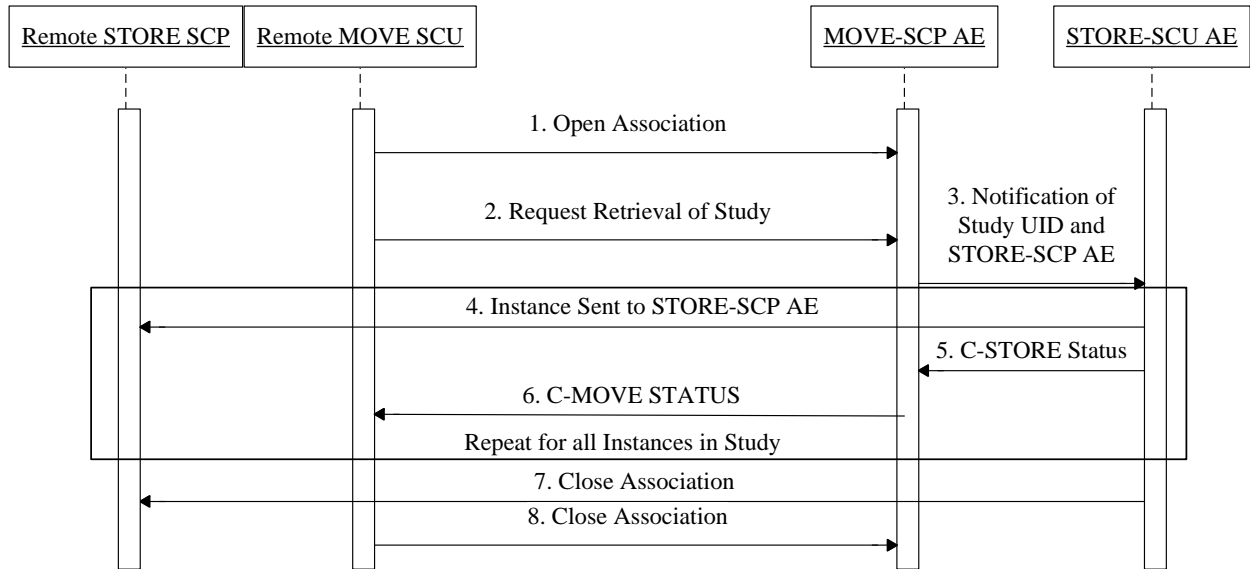 Remote STORE SCP
Remote MOVE SCU
MOVE-SCP AE
STORE-SCU AE
1. Open Association
2. Request Retrieval of Study
3. Notification of
Study UID and
STORE-SCP AE
4. Instance Sent to STORE-SCP AE
5. C-STORE Status
6. C-MOVE STATUS
Repeat for all Instances in Study
7. Close Association
8. Close Association